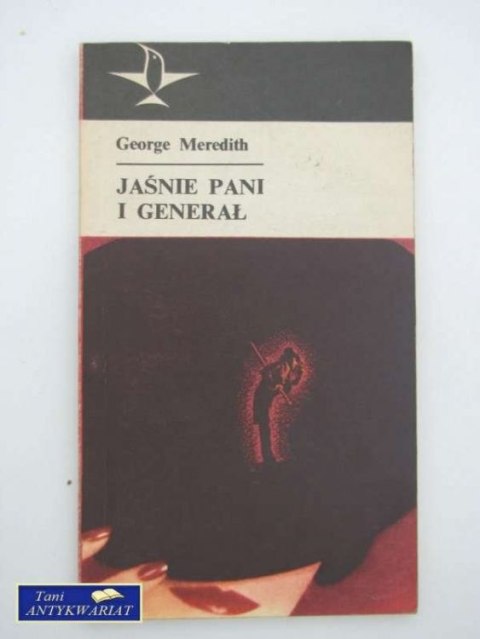 George Meredith
JAŚNIE PANI
I GENERAŁ
Tani
ANTYKWARIAT